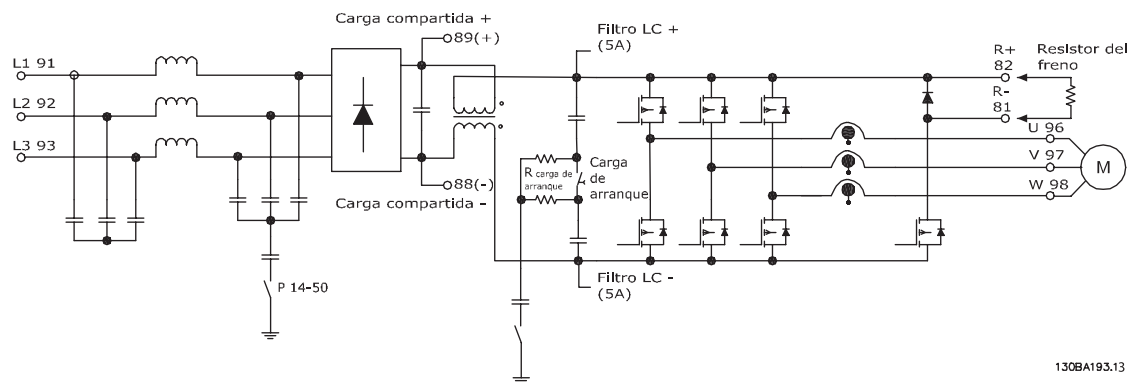 Carga compartida +
89(+)
Filtro LC +
(5A)
R+
82
Resistor del
freno
L1 91
L2 92
L3 93
R-
81
U 96
V 97
W 98
M
R carga de
arranque
Carga
de
arranque
88(-)
Carga compartida -
Filtro LC -
(5A)
P 14-50
130BA193.13